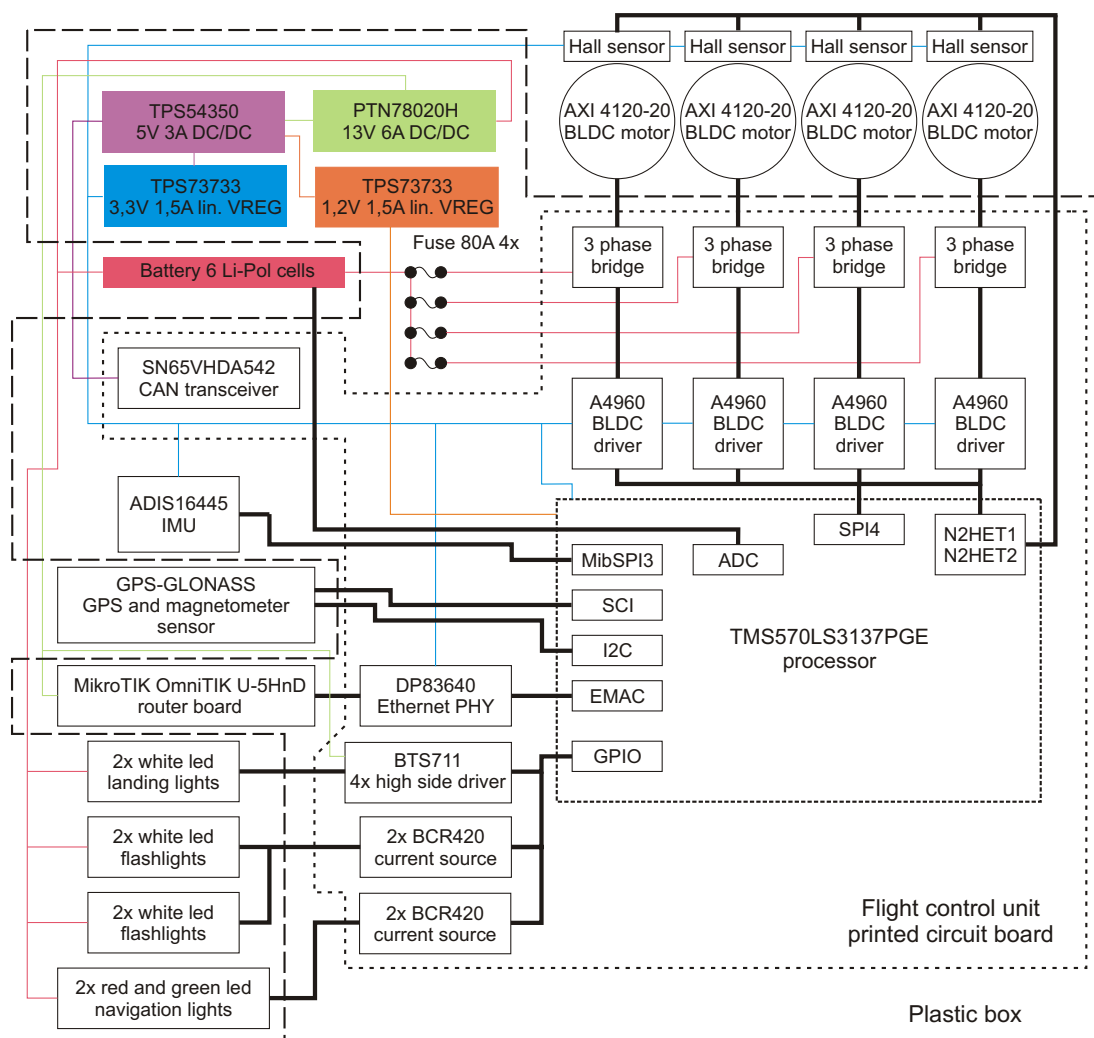 Hall sensor
Hall sensor
Hall sensor
Hall sensor
AXI 4120-20
BLDC motor
AXI 4120-20
BLDC motor
AXI 4120-20
BLDC motor
AXI 4120-20
BLDC motor
TPS54350
5V 3A DC/DC
PTN78020H
13V 6A DC/DC
TPS73733
3,3V 1,5A lin. VREG
TPS73733
1,2V 1,5A lin. VREG
Fuse 80A 4x
Battery 6 Li-Pol cells
3 phase
bridge
3 phase
bridge
3 phase
bridge
3 phase
bridge
SN65VHDA542
CAN transceiver
A4960
BLDC
driver
A4960
BLDC
driver
A4960
BLDC
driver
A4960
BLDC
driver
ADIS16445
IMU
MibSPI3
ADC
SPI4
N2HET1
N2HET2
GPS-GLONASS
GPS and magnetometer
sensor
SCI
I2C
TMS570LS3137PGE
processor
MikroTIK OmniTIK U-5HnD
router board
DP83640
Ethernet PHY
EMAC
2x white led
landing lights
BTS711
4x high side driver
GPIO
2x white led
flashlights
2x BCR420
current source
2x white led
flashlights
2x BCR420
current source
Flight control unit
printed circuit board
2x red and green led
navigation lights
Plastic box